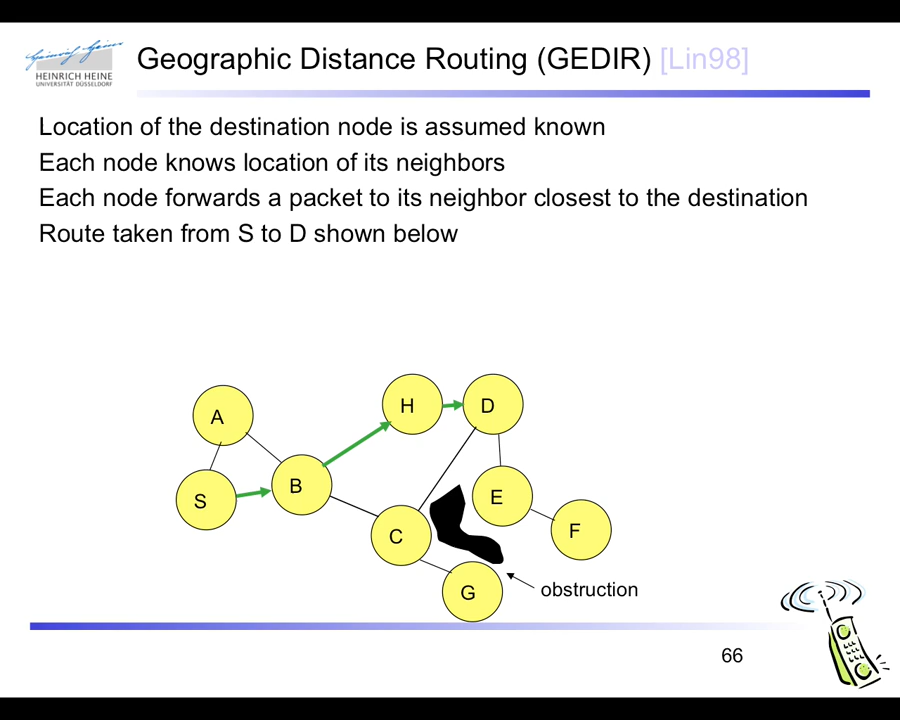 Geographic Distance Routing (GEDIR) [Lin98]
HEINRICH HEINE
UNIVERSITÄT DÜSSELDORF
Location of the destination node is assumed known
Each node knows location of its neighbors
Each node forwards a packet to its neighbor closest to the destination
Route taken from S to D shown below
H
D
A
B
S
E
C
F
G
obstruction
66